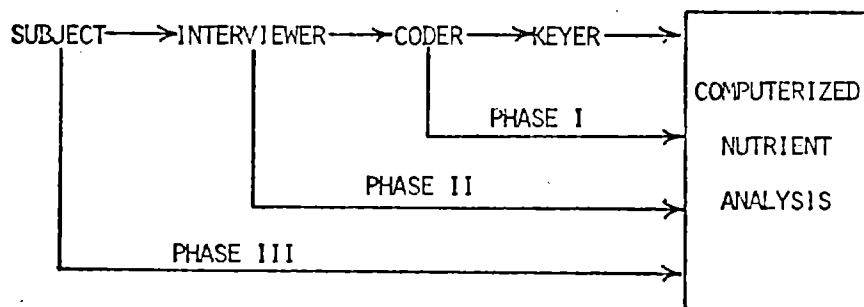 SUBJECT INTERVIEWER CODER KEYER
COMPUTERIZED
PHASE I
NUTRIENT
PHASE II
ANALYSIS
PHASE III